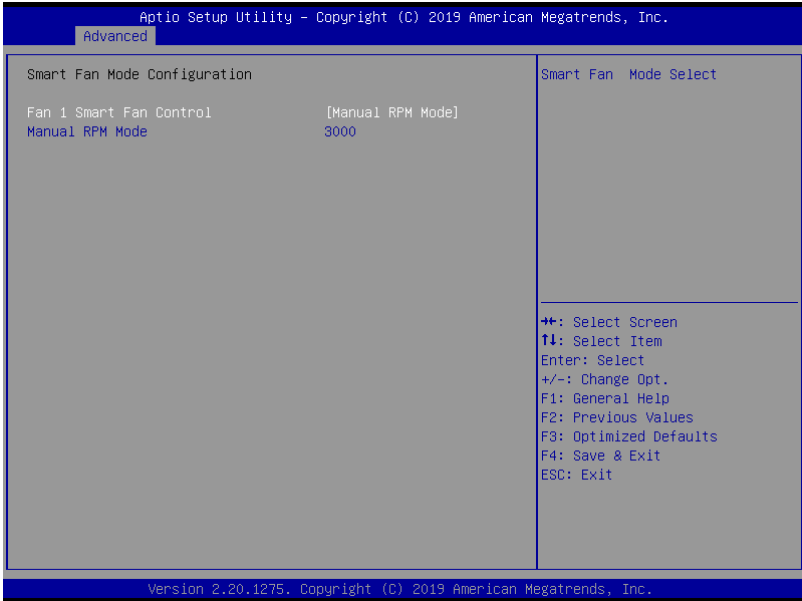 Aptio Setup Utility – Copyright (C) 2019 American Megatrends, Inc.
Advanced
Smart Fan Mode Configuration
Fan 1 Smart Fan Control [Manual RPM Mode]
Manual RPM Mode 3000
Smart Fan Mode Select
→←: Select Screen
↑↓: Select Item
Enter: Select
+/-: Change Opt.
F1: General Help
F2: Previous Values
F3: Optimized Defaults
F4: Save & Exit
ESC: Exit
Version 2.20.1275. Copyright (C) 2019 American Megatrends, Inc.